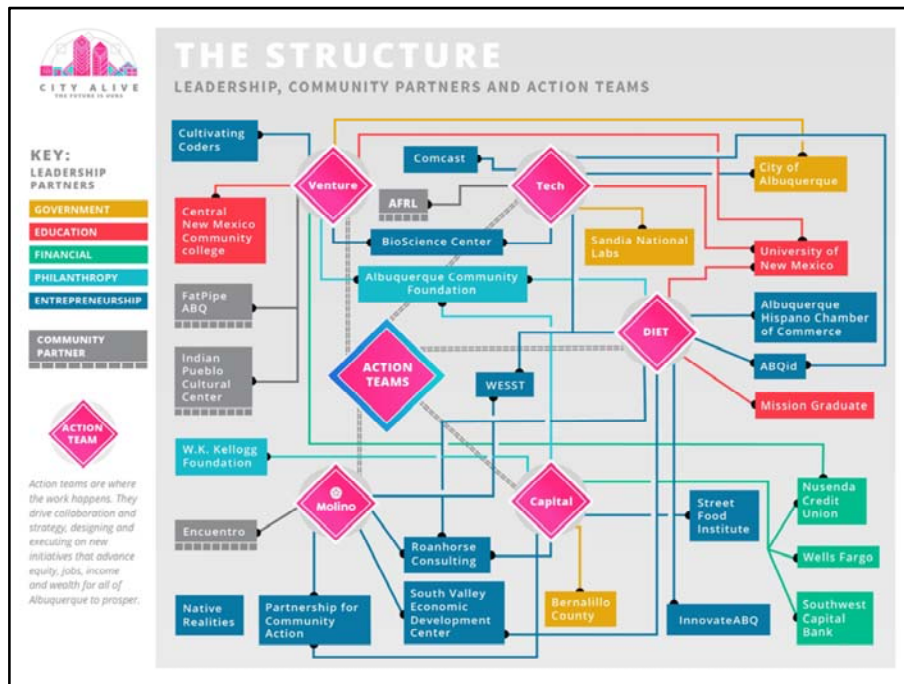 CITY ALIVE
THE FUTURE IS OURS
KEY:
LEADERSHIP
PARTNERS
GOVERNMENT
EDUCATION
FINANCIAL
PHILANTHROPY
ENTREPRENEURSHIP
COMMUNITY
PARTNER
ACTION
TEAM
Action teams are where
the work happens. They
drive collaboration and
strategy, designing and
executing on new
initiatives that advance
equity, jobs, income
and wealth for all of
Albuquerque to prosper.
THE STRUCTURE
LEADERSHIP, COMMUNITY PARTNERS AND ACTION TEAMS
Cultivating
Coders
Venture
Comcast
Tech
City of
Albuquerque
Central
New Mexico
Community
college
AFRL
BioScience Center
Sandia National
Labs
University of
New Mexico
Albuquerque Community
Foundation
FatPipe
ABQ
DIET
Albuquerque
Hispano Chamber
of Commerce
Indian
Pueblo
Cultural
Center
ACTION
TEAMS
WESST
ABQid
Mission Graduate
W.K. Kellogg
Foundation
Molino
Capital
Street
Food
Institute
Nusenda
Credit
Union
Encuentro
Roanhorse
Consulting
Wells Fargo
Native
Realities
Partnership for
Community
Action
South Valley
Economic
Development
Center
Bernalillo
County
InnovateABQ
Southwest
Capital
Bank